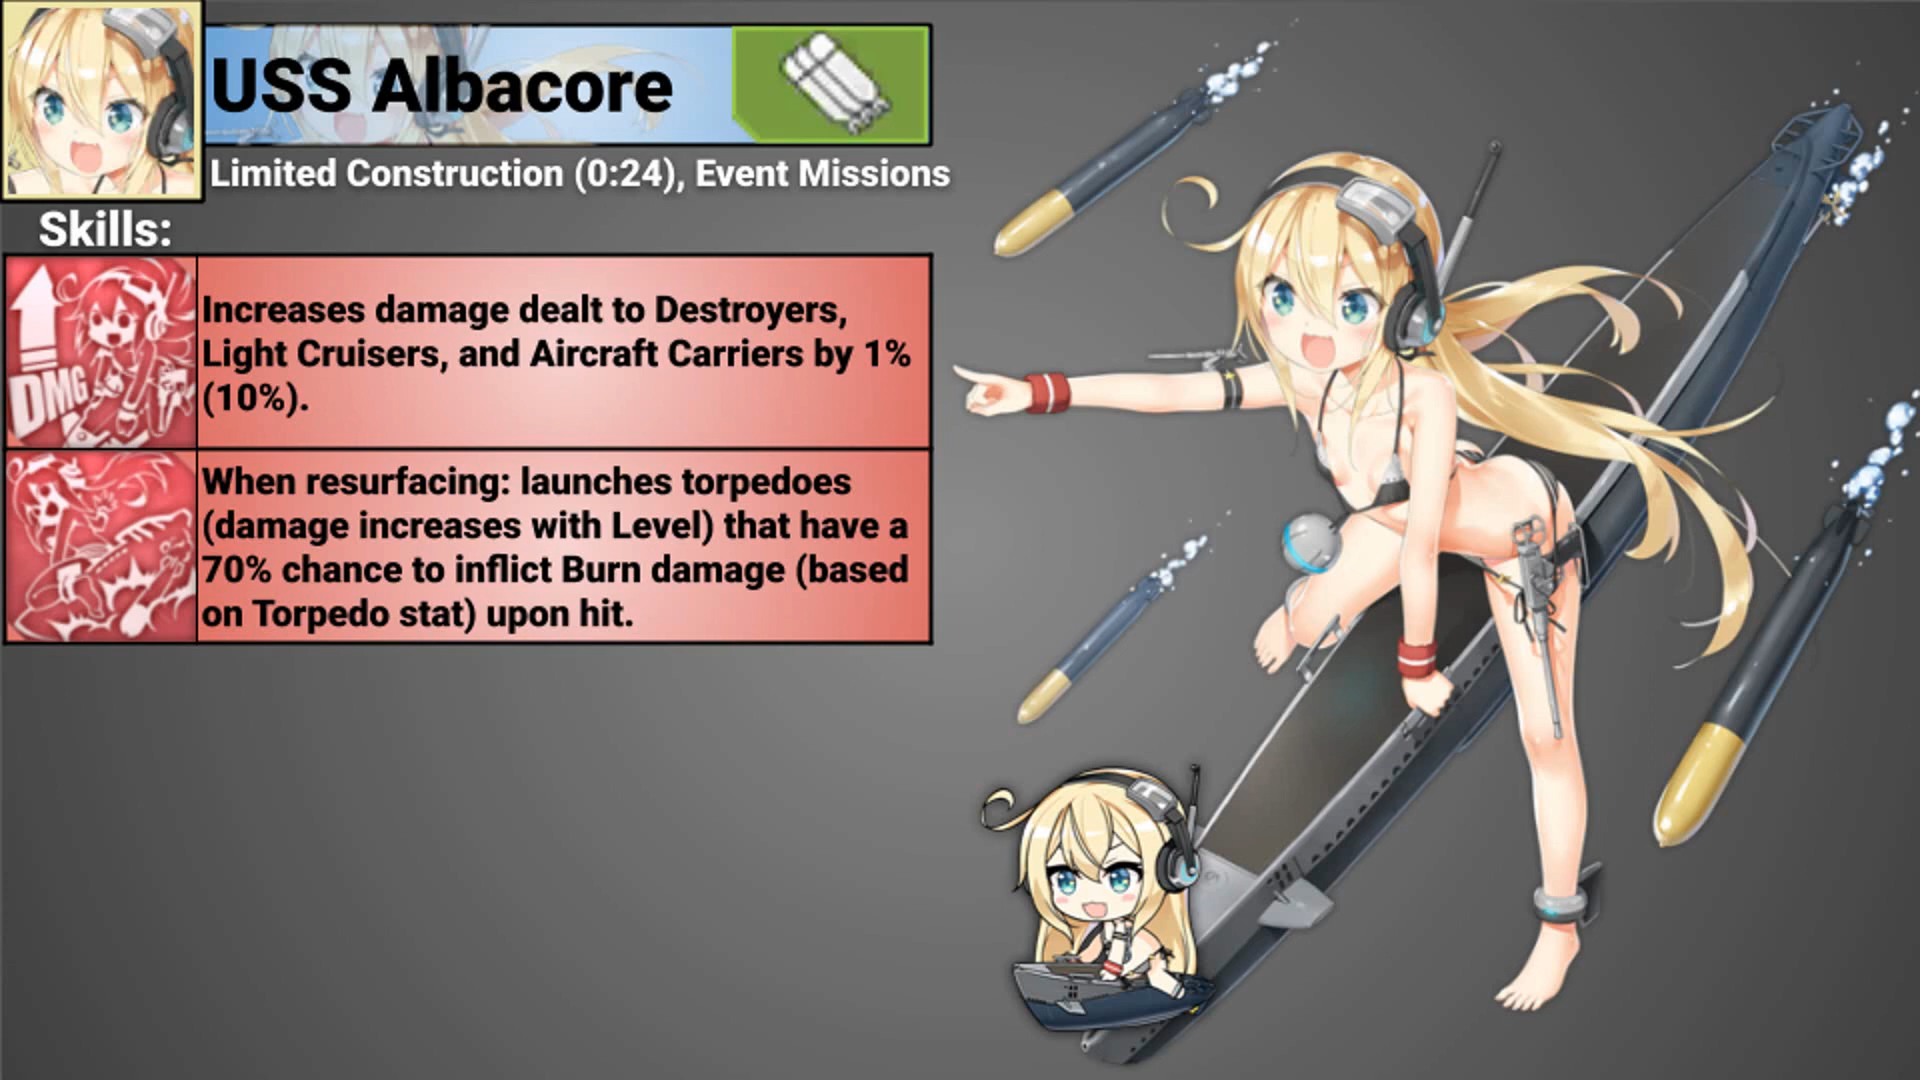 USS Albacore
Limited Construction (0:24), Event Missions
Skills:
DMG
Increases damage dealt to Destroyers,
Light Cruisers, and Aircraft Carriers by 1%
(10%).
When resurfacing: launches torpedoes
(damage increases with Level) that have a
70% chance to inflict Burn damage (based
on Torpedo stat) upon hit.